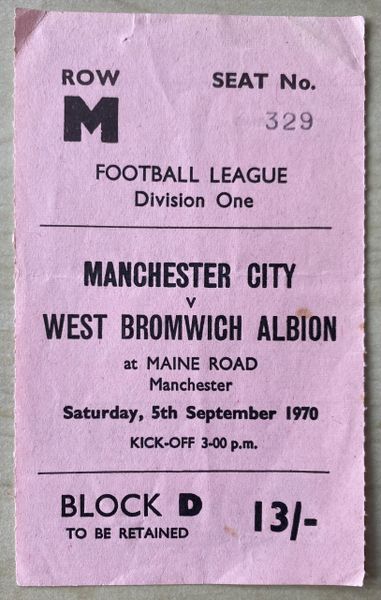 ROW SEAT No.
M 329
FOOTBALL LEAGUE
Division One
MANCHESTER CITY
v
WEST BROMWICH ALBION
at MAINE ROAD
Manchester
Saturday, 5th September 1970
KICK-OFF 3-00 p.m.
BLOCK D 13/-
TO BE RETAINED